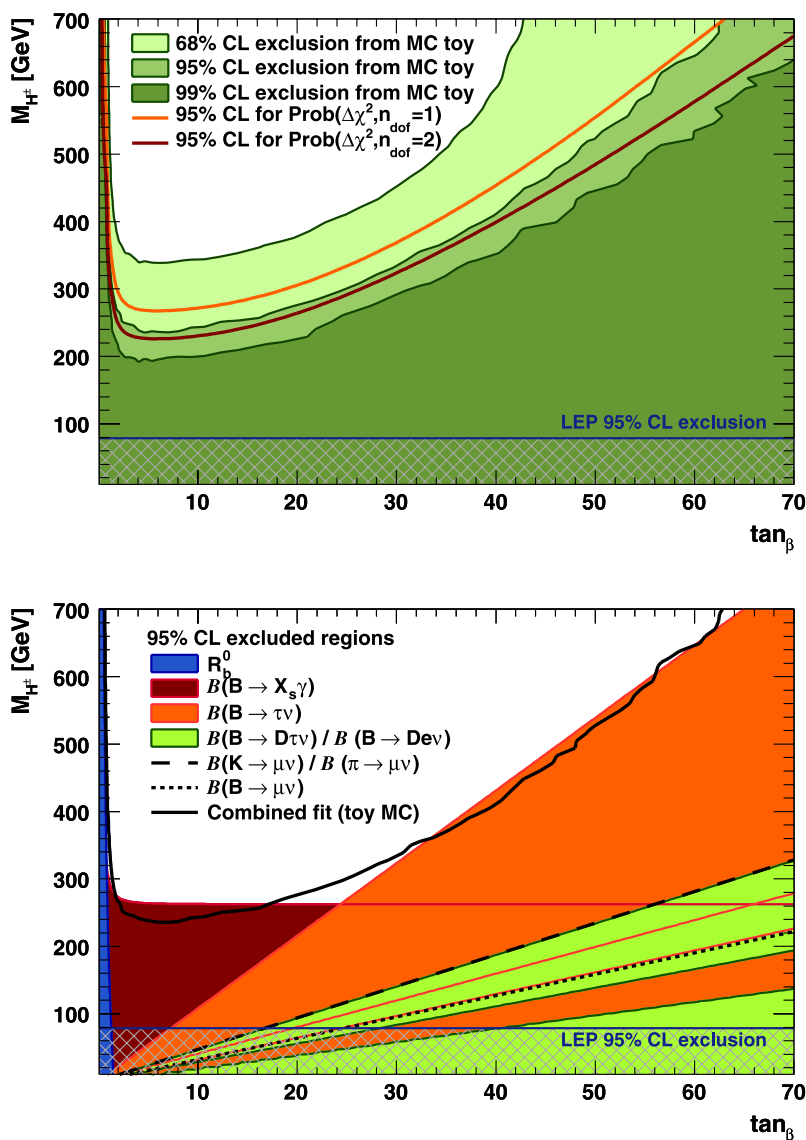 700
600
500
400
300
200
100
M_H± [GeV]
68% CL exclusion from MC toy
95% CL exclusion from MC toy
99% CL exclusion from MC toy
95% CL for Prob(Δχ²,n_dof=1)
95% CL for Prob(Δχ²,n_dof=2)
LEP 95% CL exclusion
10 20 30 40 50 60 70
tan_β
700
600
500
400
300
200
100
M_H± [GeV]
95% CL excluded regions
R_b^0
B(B → X_sγ)
B(B → τν)
B(B → Dτν) / B (B → Deν)
B(K → μν) / B (π → μν)
B(B → μν)
Combined fit (toy MC)
LEP 95% CL exclusion
10 20 30 40 50 60 70
tan_β